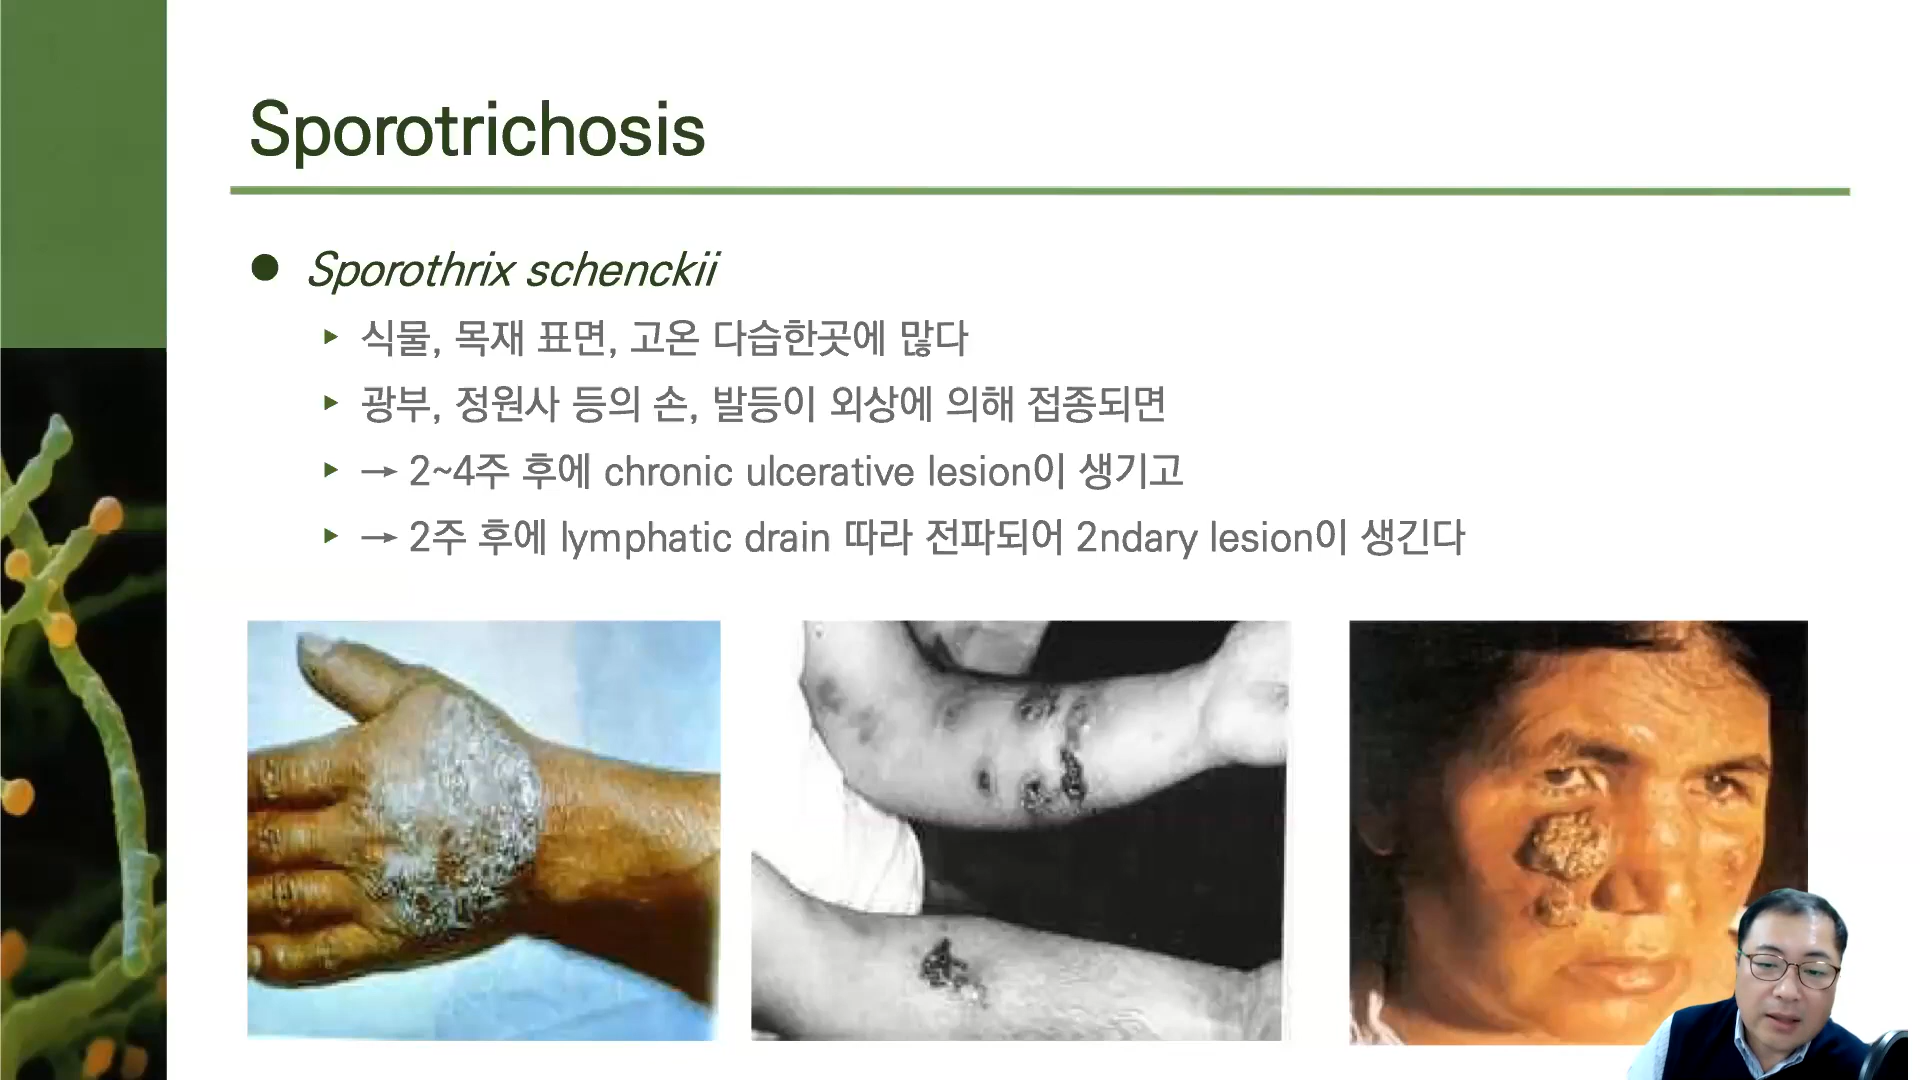 Sporotrichosis
● Sporothrix schenckii
▸ 식물, 목재 표면, 고온 다습한곳에 많다
▸ 광부, 정원사 등의 손, 발등이 외상에 의해 접종되면
▸ → 2~4주 후에 chronic ulcerative lesion이 생기고
▸ → 2주 후에 lymphatic drain 따라 전파되어 2ndary lesion이 생긴다